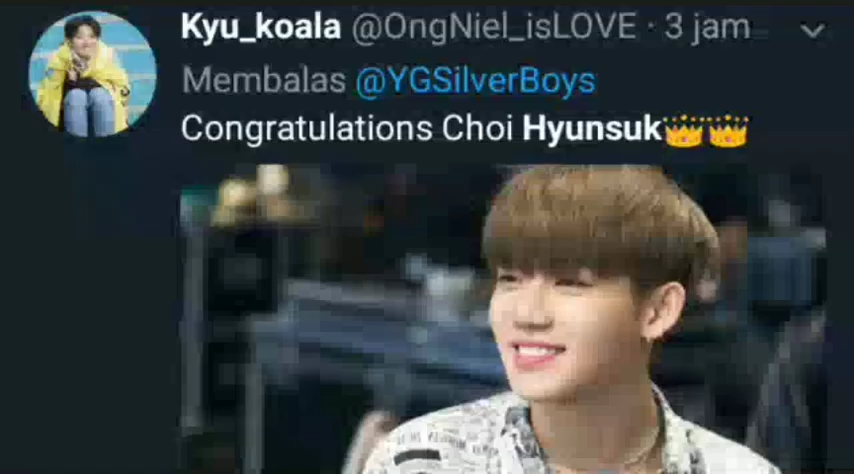 Kyu_koala @OngNiel_isLOVE · 3 jam
Membalas @YGSilverBoys
Congratulations Choi Hyunsuk👑👑